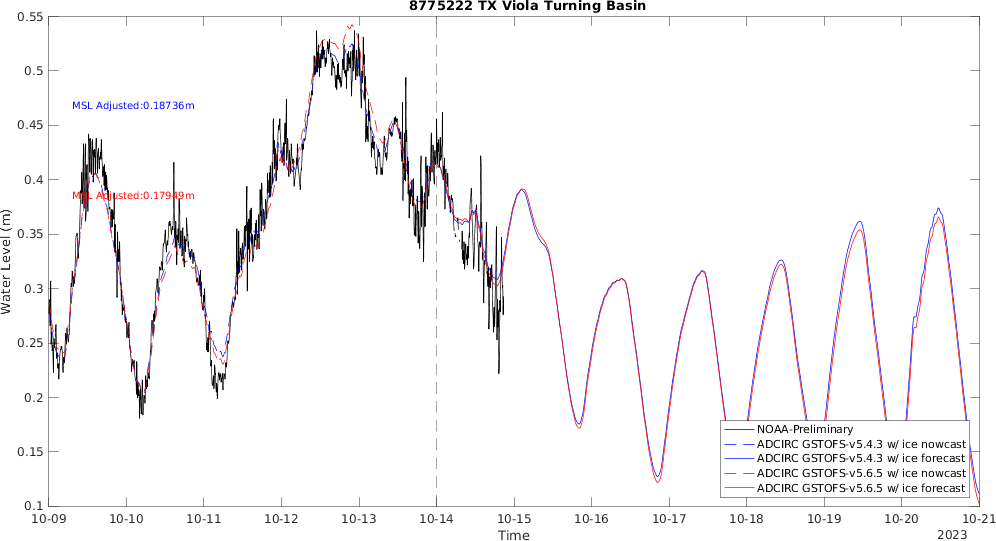 8775222 TX Viola Turning Basin
Water Level (m)
0.55
0.5
0.45
0.4
0.35
0.3
0.25
0.2
0.15
0.1
MSL Adjusted:0.18736m
MSL Adjusted:0.17949m
NOAA-Preliminary
ADCIRC GSTOFS-v5.4.3 w/ ice nowcast
ADCIRC GSTOFS-v5.4.3 w/ ice forecast
ADCIRC GSTOFS-v5.6.5 w/ ice nowcast
ADCIRC GSTOFS-v5.6.5 w/ ice forecast
10-09 10-10 10-11 10-12 10-13 10-14 10-15 10-16 10-17 10-18 10-19 10-20 10-21
Time
2023